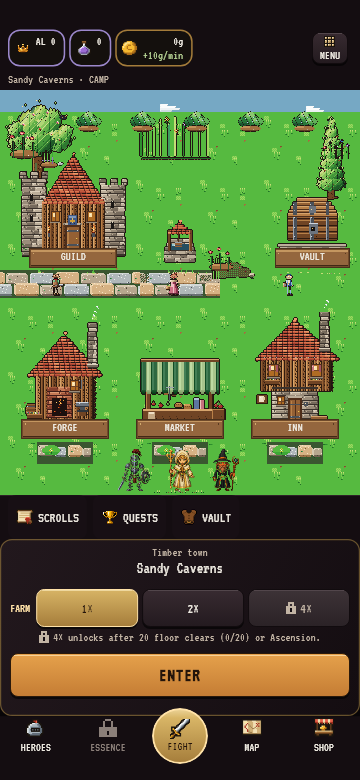 AL 0
0
0g
+10g/min
MENU
Sandy Caverns · CAMP
GUILD
VAULT
FORGE
MARKET
INN
SCROLLS
QUESTS
VAULT
Timber town
Sandy Caverns
FARM
1X
2X
4X
4X unlocks after 20 floor clears (0/20) or Ascension.
ENTER
HEROES
ESSENCE
FIGHT
MAP
SHOP